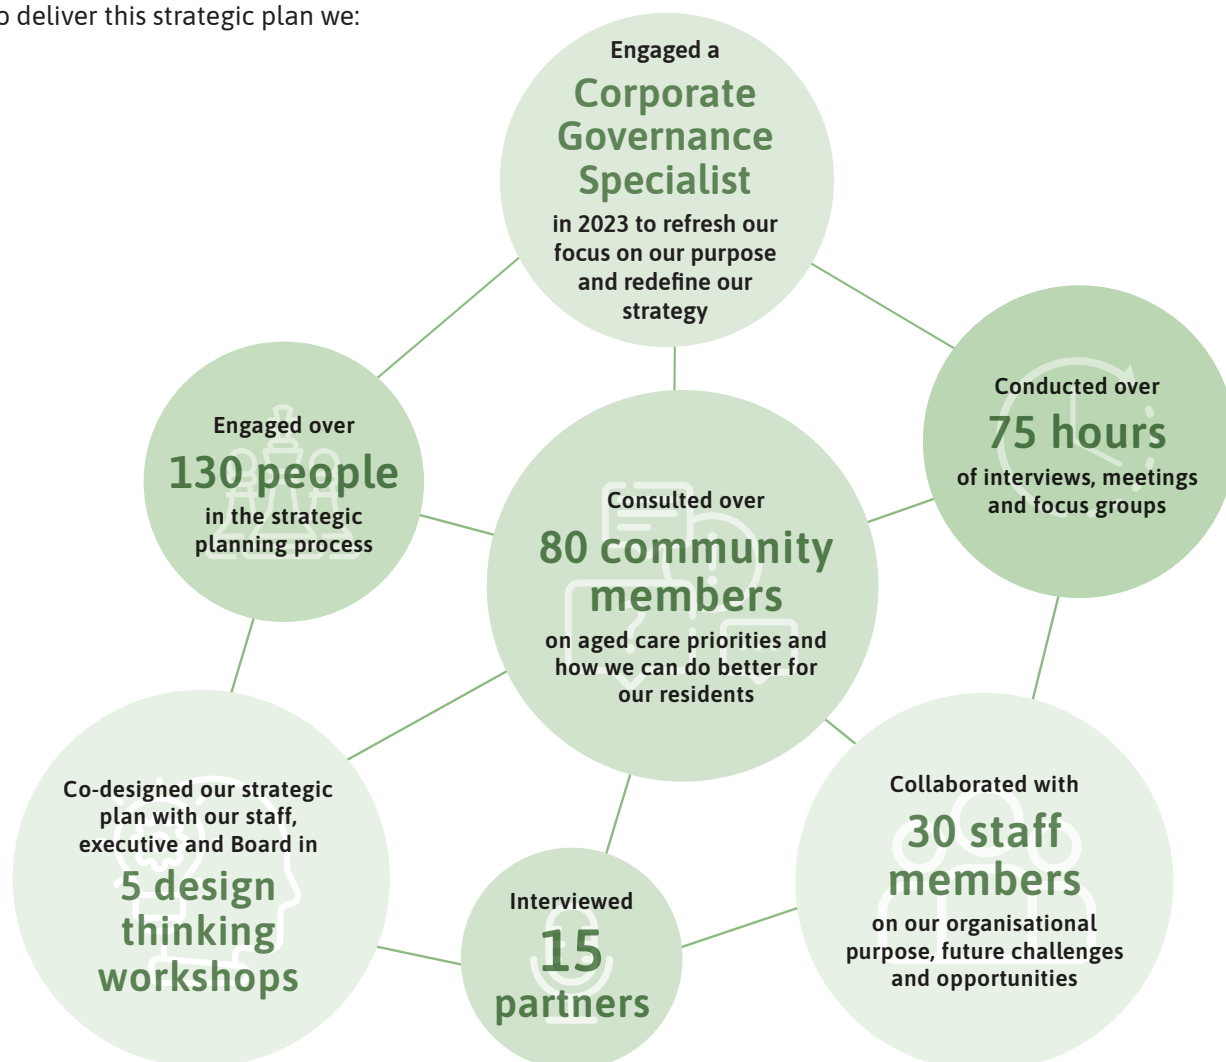 o deliver this strategic plan we:
Engaged a
Corporate
Governance
Specialist
in 2023 to refresh our
focus on our purpose
and redefine our
strategy
Engaged over
130 people
in the strategic
planning process
Conducted over
75 hours
of interviews, meetings
and focus groups
Consulted over
80 community
members
on aged care priorities and
how we can do better for
our residents
Co-designed our strategic
plan with our staff,
executive and Board in
5 design
thinking
workshops
Interviewed
15
partners
Collaborated with
30 staff
members
on our organisational
purpose, future challenges
and opportunities